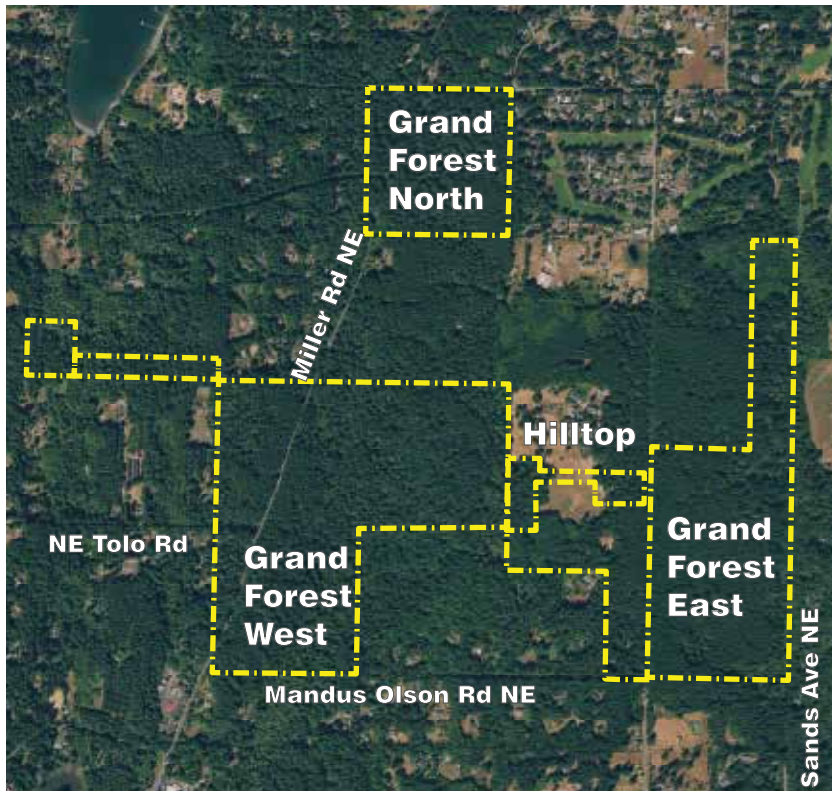 Grand
Forest
North
Miller Rd NE
Hilltop
NE Tolo Rd
Grand
Forest
West
Grand
Forest
East
Mandus Olson Rd NE
Sands Ave NE